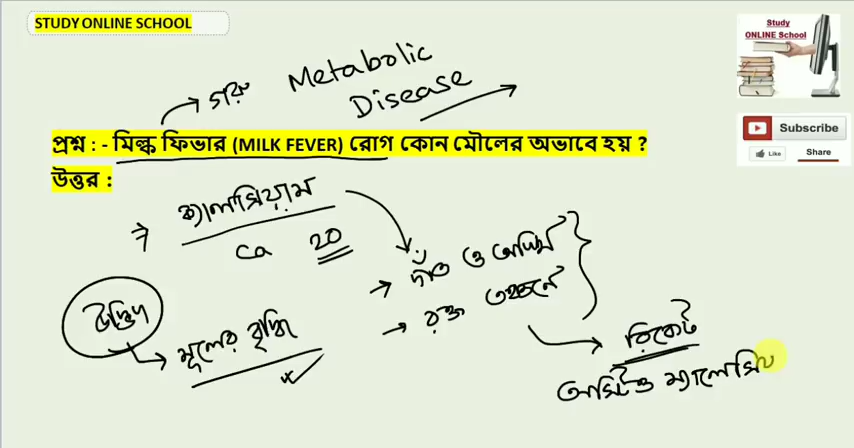 STUDY ONLINE SCHOOL
Study
ONLINE School
Subscribe
Like Share
গরু
Metabolic
Disease
প্রশ্ন : - মিল্ক ফিভার (MILK FEVER) রোগ কোন মৌলের অভাবে হয় ?
উত্তর :
ক্যালসিয়াম
Ca 20
দাঁত ও অস্থি
রক্ত তঞ্চনে
উদ্ভিদ
মূলের বৃদ্ধি
রিকেট